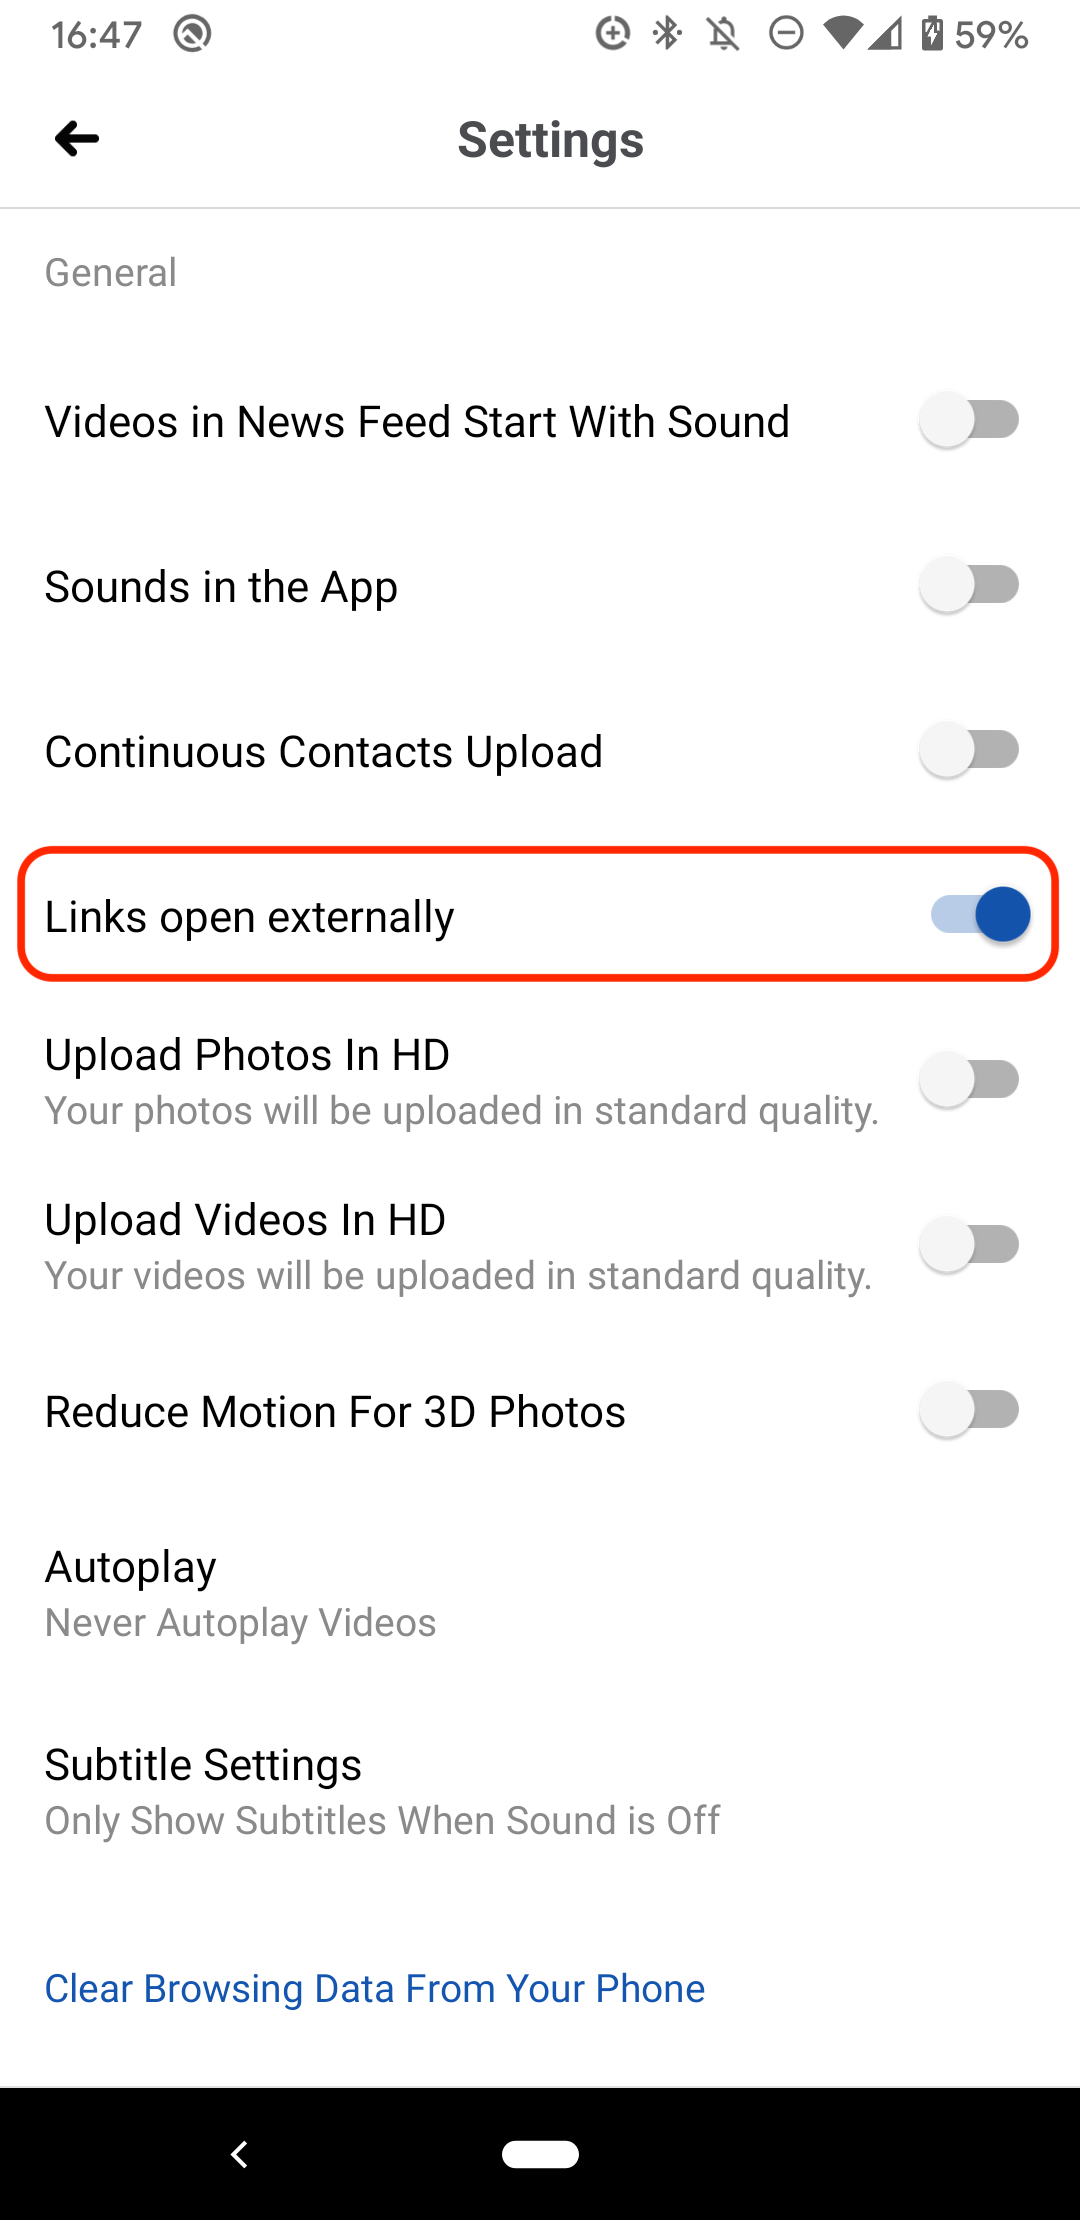 16:47 59%
Settings
General
Videos in News Feed Start With Sound
Sounds in the App
Continuous Contacts Upload
Links open externally
Upload Photos In HD
Your photos will be uploaded in standard quality.
Upload Videos In HD
Your videos will be uploaded in standard quality.
Reduce Motion For 3D Photos
Autoplay
Never Autoplay Videos
Subtitle Settings
Only Show Subtitles When Sound is Off
Clear Browsing Data From Your Phone